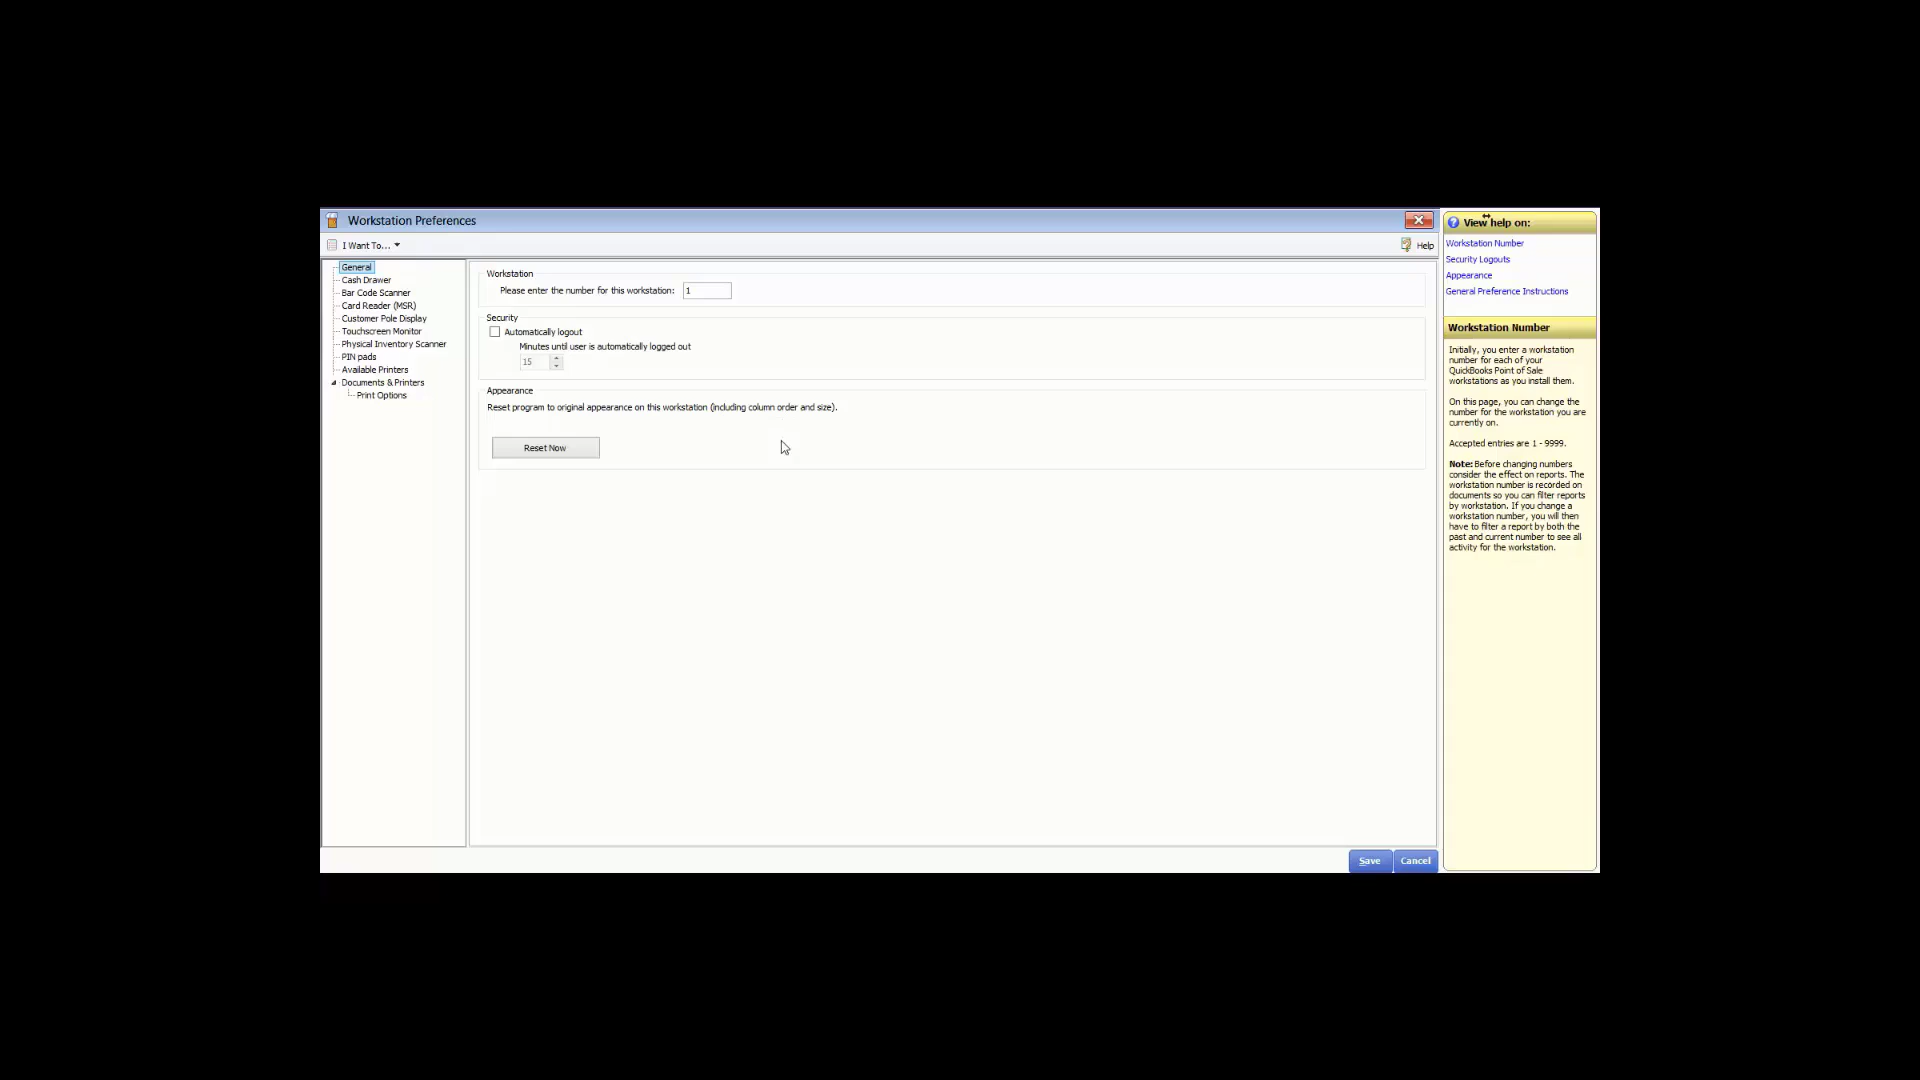 Workstation Preferences
I Want To...
Help
General
Cash Drawer
Bar Code Scanner
Card Reader (MSR)
Customer Pole Display
Touchscreen Monitor
Physical Inventory Scanner
PIN pads
Available Printers
Documents & Printers
Print Options
Workstation
Please enter the number for this workstation: 1
Security
Automatically logout
Minutes until user is automatically logged out
15
Appearance
Reset program to original appearance on this workstation (including column order and size).
Reset Now
Save Cancel
View help on:
Workstation Number
Security Logouts
Appearance
General Preference Instructions
Workstation Number
Initially, you enter a workstation
number for each of your
QuickBooks Point of Sale
workstations as you install them.
On this page, you can change the
number for the workstation you are
currently on.
Accepted entries are 1 - 9999.
Note: Before changing numbers
consider the effect on reports. The
workstation number is recorded on
documents so you can filter reports
by workstation. If you change a
workstation number, you will then
have to filter a report by both the
past and current number to see all
activity for the workstation.